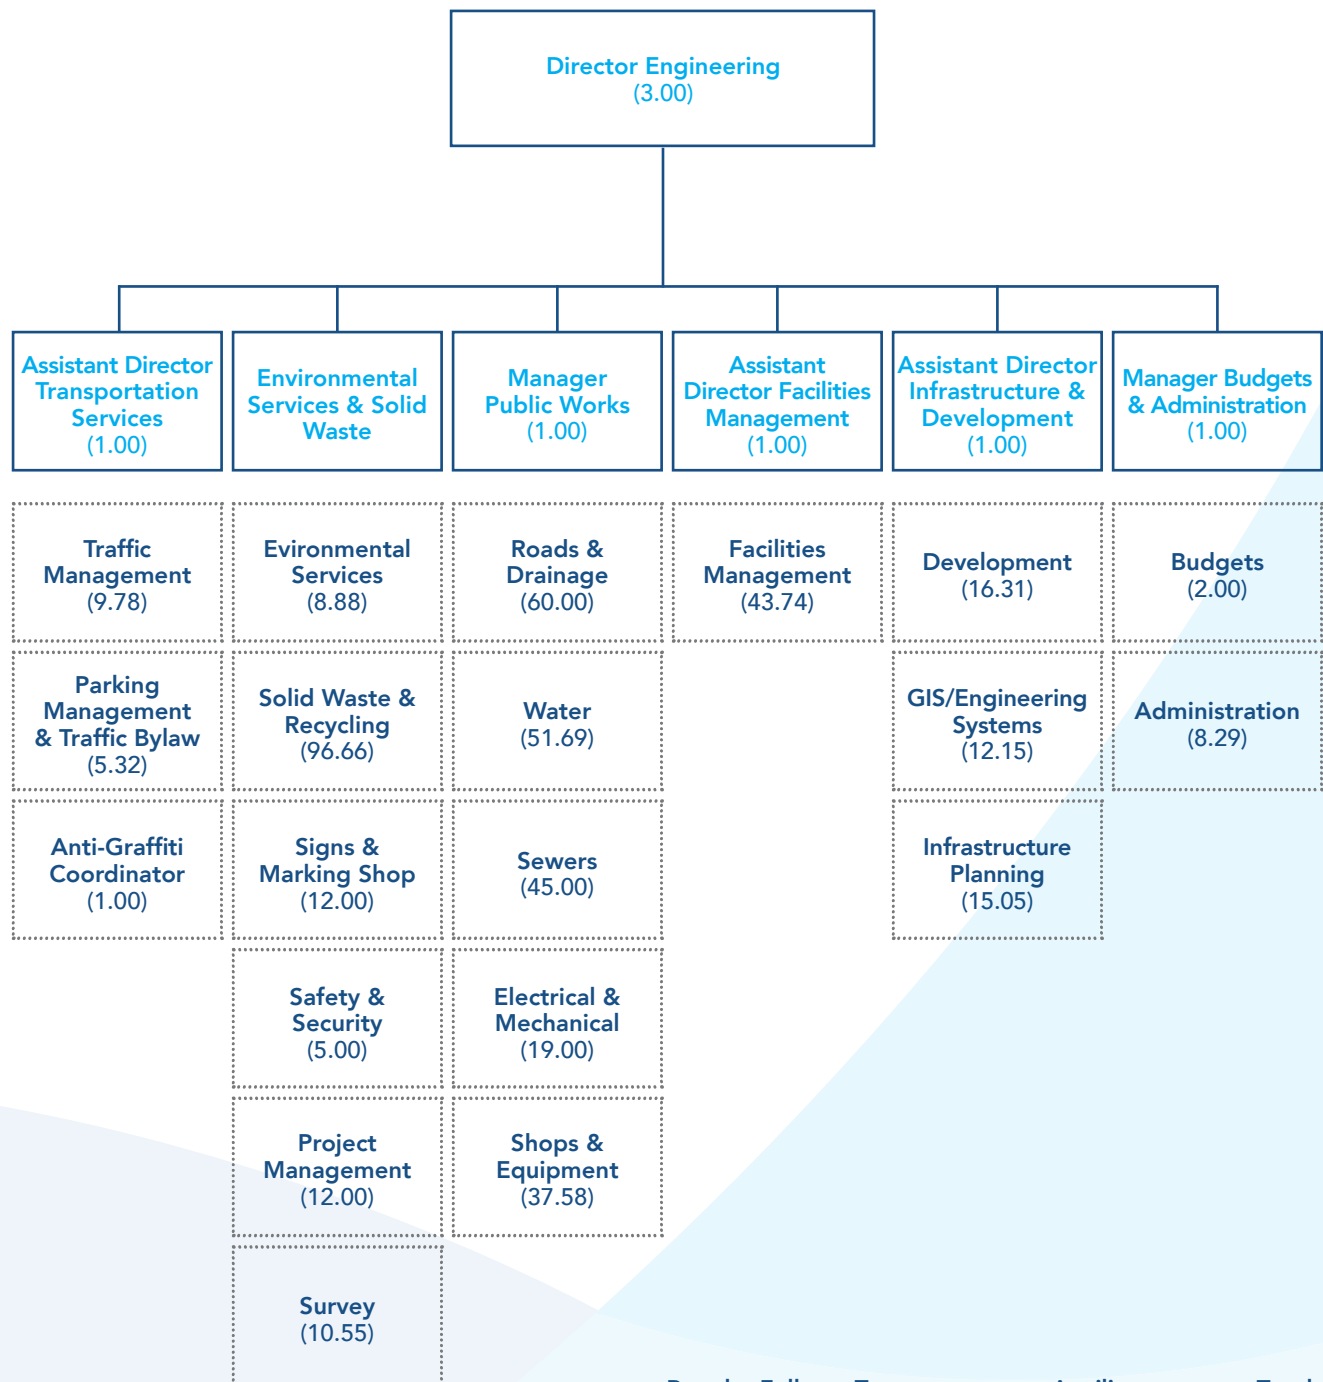 Director Engineering
(3.00)
Assistant Director
Transportation
Services
(1.00)
Environmental
Services & Solid
Waste
Manager
Public Works
(1.00)
Assistant
Director Facilities
Management
(1.00)
Assistant Director
Infrastructure &
Development
(1.00)
Manager Budgets
& Administration
(1.00)
Traffic
Management
(9.78)
Evironmental
Services
(8.88)
Roads &
Drainage
(60.00)
Facilities
Management
(43.74)
Development
(16.31)
Budgets
(2.00)
Parking
Management
& Traffic Bylaw
(5.32)
Solid Waste &
Recycling
(96.66)
Water
(51.69)
GIS/Engineering
Systems
(12.15)
Administration
(8.29)
Anti-Graffiti
Coordinator
(1.00)
Signs &
Marking Shop
(12.00)
Sewers
(45.00)
Infrastructure
Planning
(15.05)
Safety &
Security
(5.00)
Electrical &
Mechanical
(19.00)
Project
Management
(12.00)
Shops &
Equipment
(37.58)
Survey
(10.55)